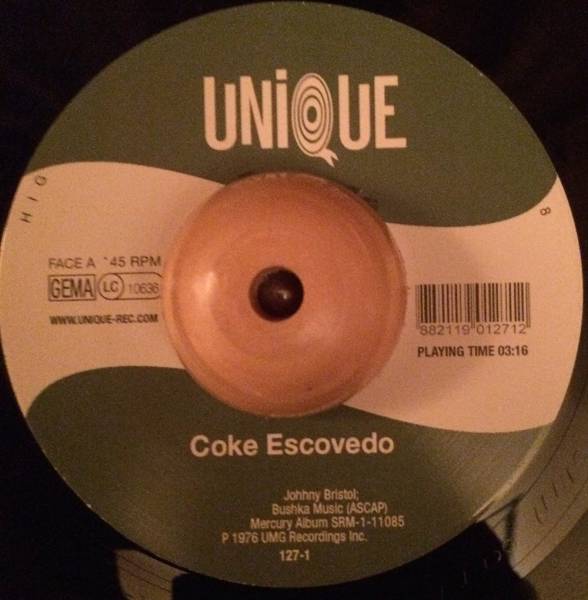 UNiQUE
FACE A 45 RPM
GEMA LC 10636
WWW.UNIQUE-REC.COM
882119 012712
PLAYING TIME 03:16
Coke Escovedo
Johhny Bristol;
Bushka Music (ASCAP)
Mercury Album SRM-1-11085
P 1976 UMG Recordings Inc.
127-1